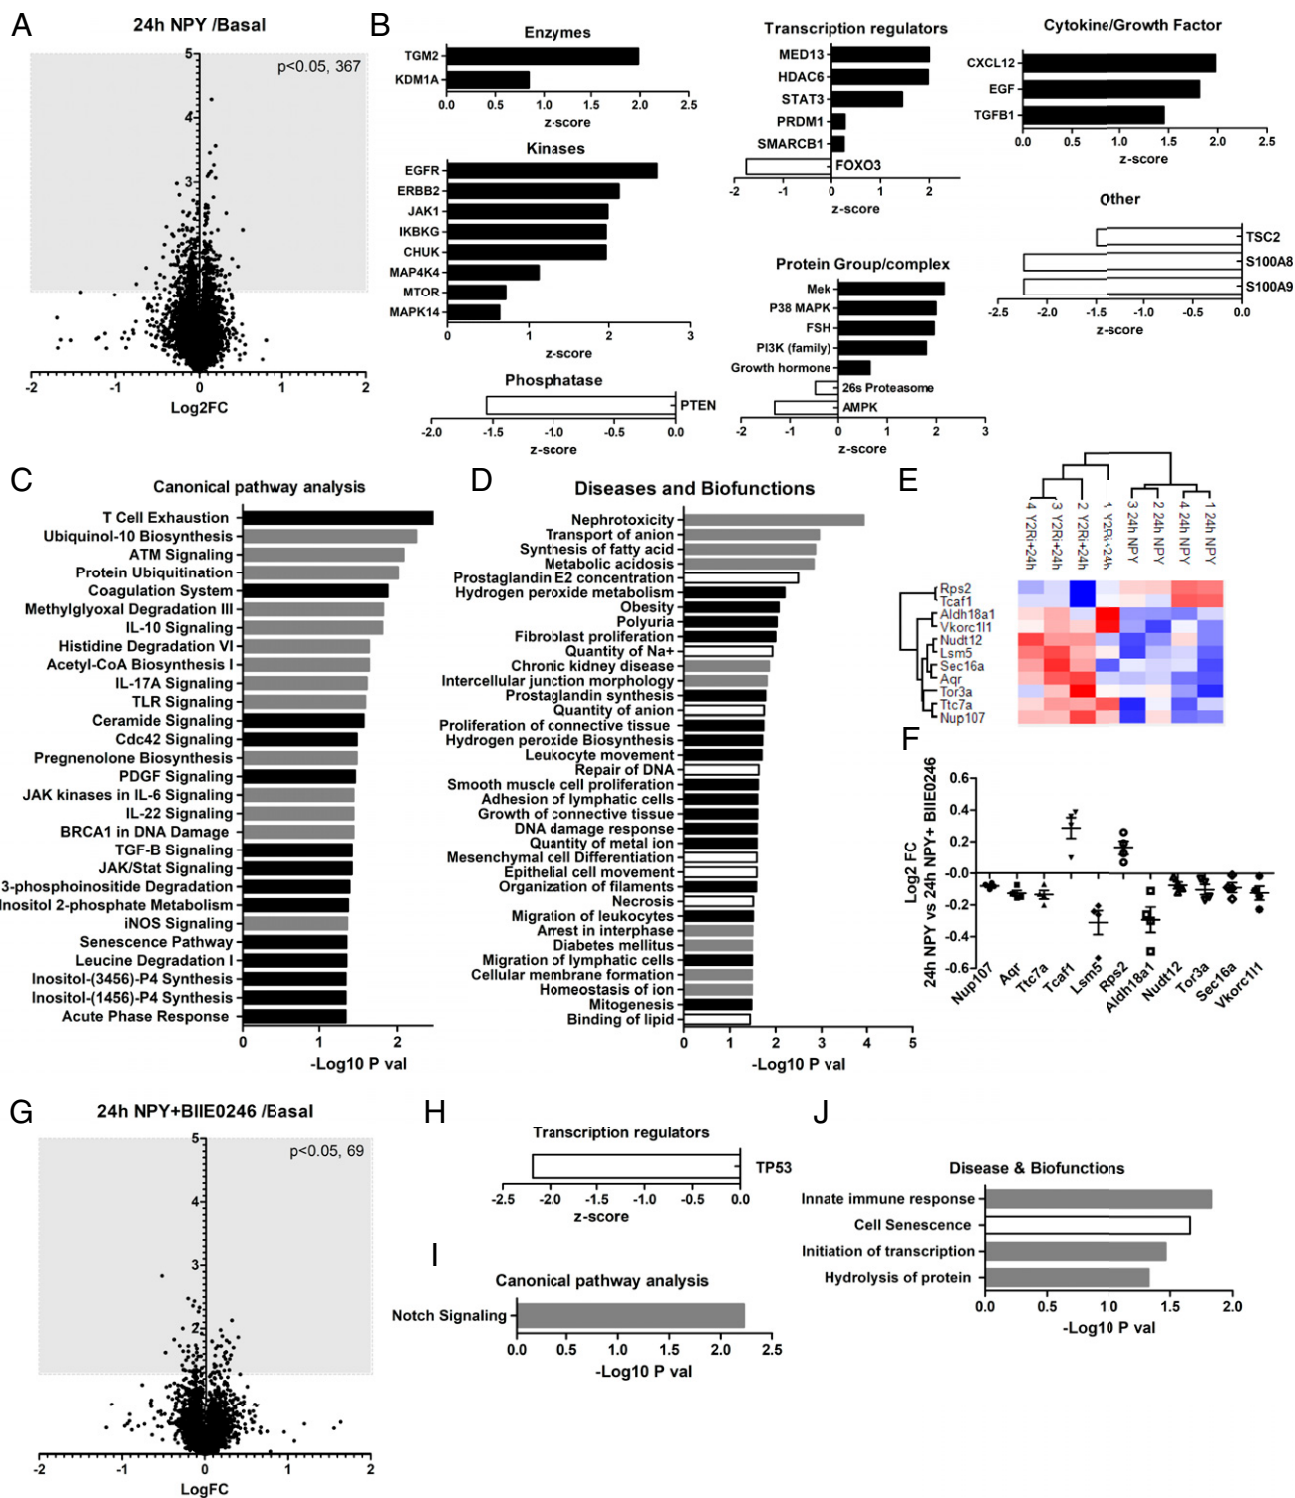 A
24h NPY /Basal
p<0.05, 367
5
4
3
-2 -1 0 1 2
Log2FC
B
Enzymes
TGM2
KDM1A
0.0 0.5 1.0 1.5 2.0 2.5
z-score
Kinases
EGFR
ERBB2
JAK1
IKBKG
CHUK
MAP4K4
MTOR
MAPK14
0 1 2 3
z-score
Phosphatase
PTEN
-2.0 -1.5 -1.0 -0.5 0.0
z-score
Transcription regulators
MED13
HDAC6
STAT3
PRDM1
SMARCB1
FOXO3
-2 -1 0 1 2
z-score
Protein Group/complex
Mek
P38 MAPK
FSH
PI3K (family)
Growth hormone
26s Proteasome
AMPK
-2 -1 0 1 2 3
z-score
Cytokine/Growth Factor
CXCL12
EGF
TGFB1
0.0 0.5 1.0 1.5 2.0 2.5
z-score
Other
TSC2
S100A8
S100A9
-2.5 -2.0 -1.5 -1.0 -0.5 0.0
z-score
C
Canonical pathway analysis
T Cell Exhaustion
Ubiquinol-10 Biosynthesis
ATM Signaling
Protein Ubiquitination
Coagulation System
Methylglyoxal Degradation III
IL-10 Signaling
Histidine Degradation VI
Acetyl-CoA Biosynthesis I
IL-17A Signaling
TLR Signaling
Ceramide Signaling
Cdc42 Signaling
Pregnenolone Biosynthesis
PDGF Signaling
JAK kinases in IL-6 Signaling
IL-22 Signaling
BRCA1 in DNA Damage
TGF-B Signaling
JAK/Stat Signaling
3-phosphoinositide Degradation
Inositol 2-phosphate Metabolism
iNOS Signaling
Senescence Pathway
Leucine Degradation I
Inositol-(3456)-P4 Synthesis
Inositol-(1456)-P4 Synthesis
Acute Phase Response
0 1 2
-Log10 P val
D
Diseases and Biofunctions
Nephrotoxicity
Transport of anion
Synthesis of fatty acid
Metabolic acidosis
Prostaglandin E2 concentration
Hydrogen peroxide metabolism
Obesity
Polyuria
Fibroblast proliferation
Quantity of Na+
Chronic kidney disease
Intercellular junction morphology
Prostaglandin synthesis
Quantity of anion
Proliferation of connective tissue
Hydrogen peroxide Biosynthesis
Leukocyte movement
Repair of DNA
Smooth muscle cell proliferation
Adhesion of lymphatic cells
Growth of connective tissue
DNA damage response
Quantity of metal ion
Mesenchymal cell Differentiation
Epithelial cell movement
Organization of filaments
Necrosis
Migration of leukocytes
Arrest in interphase
Diabetes mellitus
Migration of lymphatic cells
Cellular membrane formation
Homeostasis of ion
Mitogenesis
Binding of lipid
0 1 2 3 4 5
-Log10 P val
E
4 Y2Ri+24h
3 Y2Ri+24h
2 Y2Ri+24h
1 Y2Ri+24h
3 24h NPY
2 24h NPY
4 24h NPY
1 24h NPY
Rps2
Tcaf1
Aldh18a1
Vkorc1l1
Nudt12
Lsm5
Sec16a
Aqr
Tor3a
Ttc7a
Nup107
F
Log2 FC
24h NPY vs 24h NPY+ BIIE0246
0.6
0.4
0.2
-0.0
-0.2
-0.4
-0.6
Nup107
Aqr
Ttc7a
Tcaf1
Lsm5
Rps2
Aldh18a1
Nudt12
Tor3a
Sec16a
Vkorc1l1
G
24h NPY+BIIE0246 /Basal
p<0.05, 69
5
4
3
2
-2 -1 0 1 2
LogFC
H
Transcription regulators
TP53
-2.5 -2.0 -1.5 -1.0 -0.5 0.0
z-score
I
Canonical pathway analysis
Notch Signaling
0.0 0.5 1.0 1.5 2.0 2.5
-Log10 P val
J
Disease & Biofunctions
Innate immune response
Cell Senescence
Initiation of transcription
Hydrolysis of protein
0.0 0.5 10 1.5 2.0
-Log10 P val